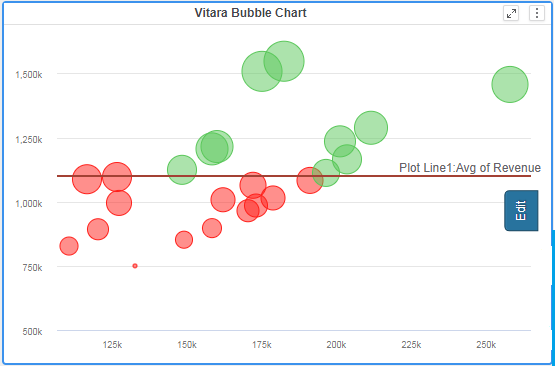 Vitara Bubble Chart
1,500k
1,250k
Plot Line1:Avg of Revenue
1,000k
Edit
750k
500k
125k 150k 175k 200k 225k 250k